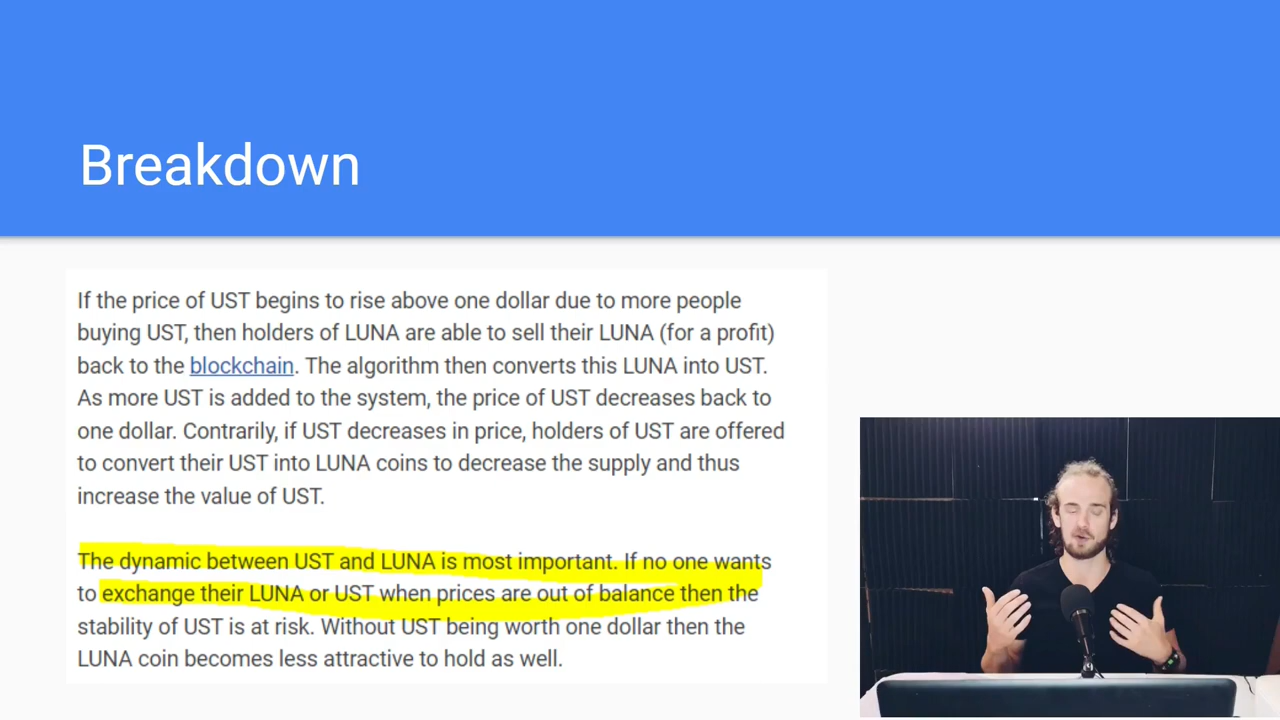 Breakdown
If the price of UST begins to rise above one dollar due to more people
buying UST, then holders of LUNA are able to sell their LUNA (for a profit)
back to the blockchain. The algorithm then converts this LUNA into UST.
As more UST is added to the system, the price of UST decreases back to
one dollar. Contrarily, if UST decreases in price, holders of UST are offered
to convert their UST into LUNA coins to decrease the supply and thus
increase the value of UST.
The dynamic between UST and LUNA is most important. If no one wants
to exchange their LUNA or UST when prices are out of balance then the
stability of UST is at risk. Without UST being worth one dollar then the
LUNA coin becomes less attractive to hold as well.